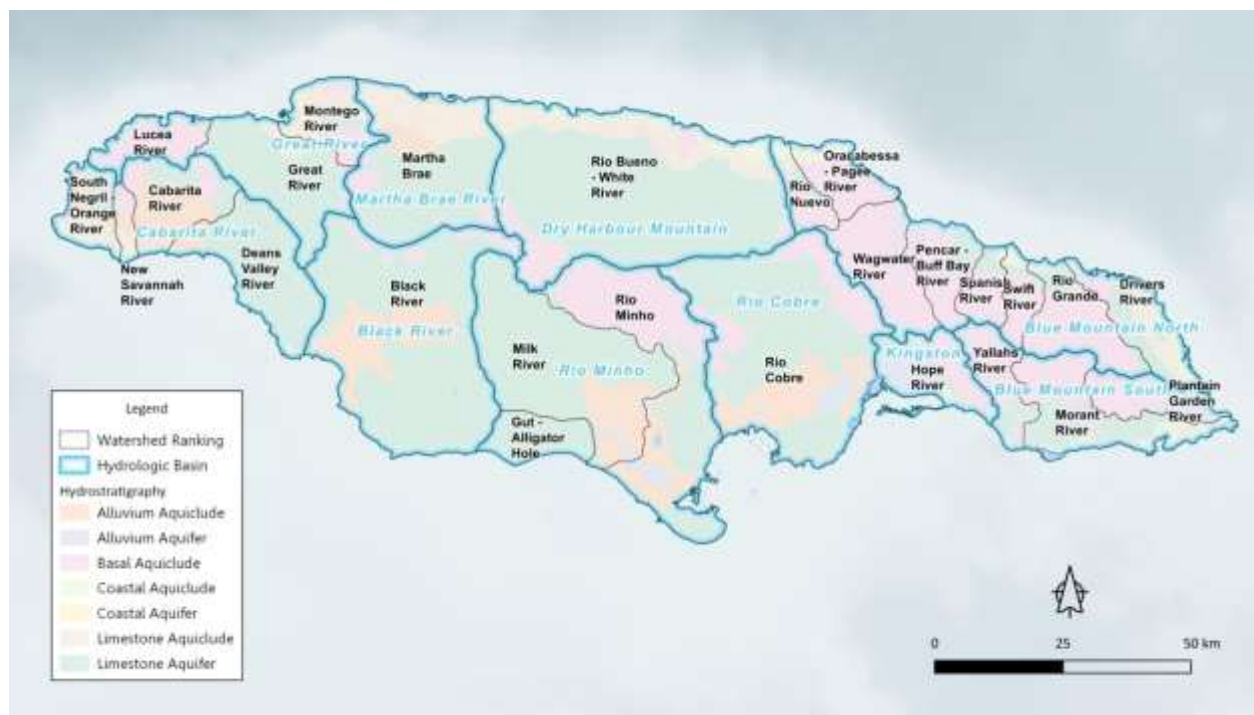 Montego
River
Great River
Lucea
River
Great
River
Martha
Brae
Martha Brae River
Rio Bueno
- White
River
Dry Harbour Mountain
Oracabessa
- Pagee
River
Rio
Nuevo
South
Negril -
Orange
River
Cabarita
River
Cabarita River
New
Savannah
River
Deans
Valley
River
Black
River
Black River
Rio
Minho
Milk
River
Rio Minho
Gut -
Alligator
Hole
Rio Cobre
Rio
Cobre
Wagwater
River
Pencar -
Buff Bay
River
Spanish
River
Swift
River
Rio
Grande
Drivers
River
Blue Mountain North
Kingston
Hope
River
Yallahs
River
Blue Mountain South
Morant
River
Plantain
Garden
River
Legend
Watershed Ranking
Hydrologic Basin
Hydrostratigraphy
Alluvium Aquiclude
Alluvium Aquifer
Basal Aquiclude
Coastal Aquiclude
Coastal Aquifer
Limestone Aquiclude
Limestone Aquifer
0 25 50 km